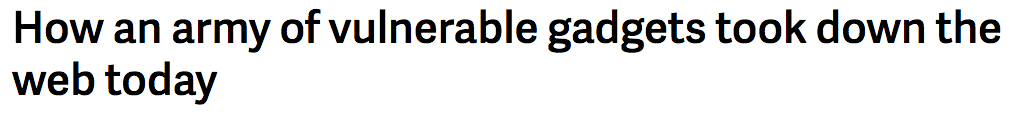 How an army of vulnerable gadgets took down the
web today